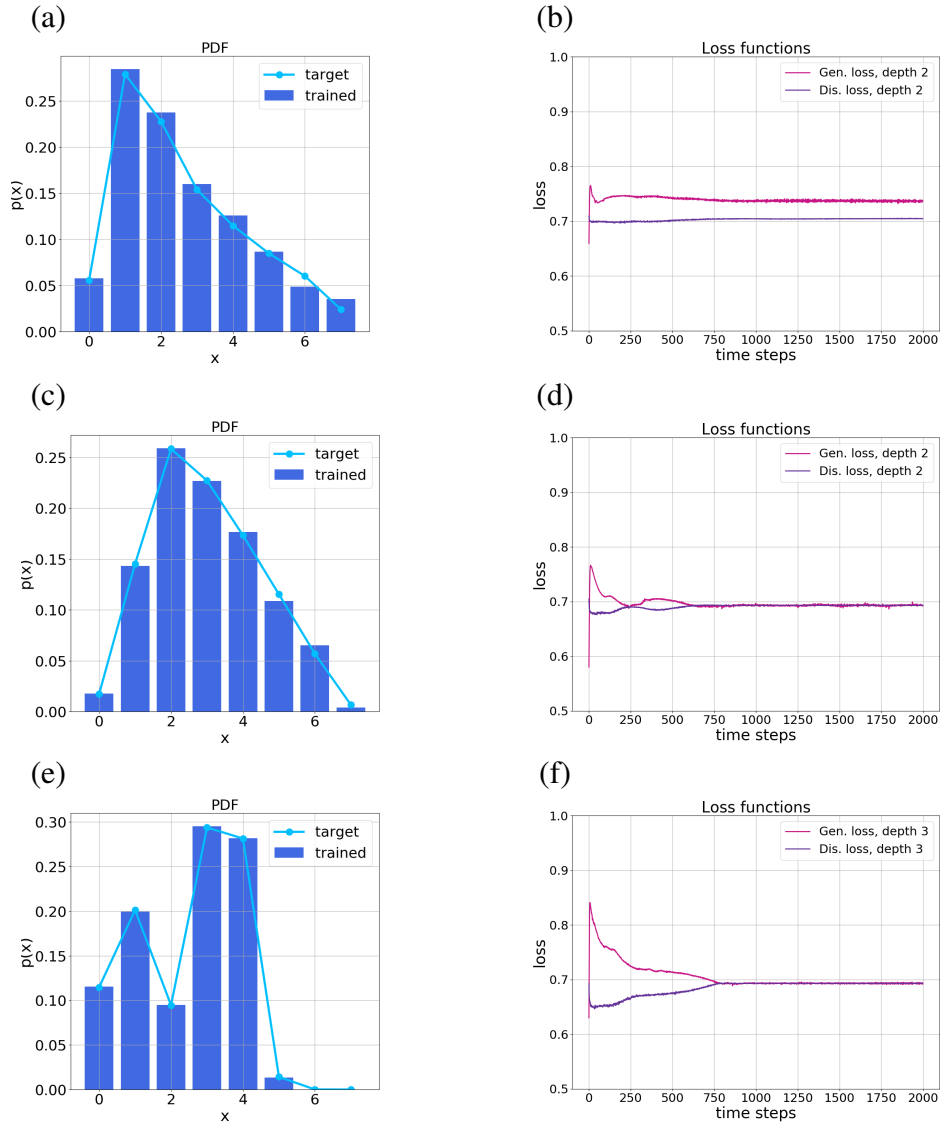 (a)
PDF
target
trained
0.25
0.20
0.15
0.10
0.05
0.00
p(x)
0 2 4 6
x
(b)
Loss functions
Gen. loss, depth 2
Dis. loss, depth 2
1.0
0.9
0.8
0.7
0.6
0.5
loss
0 250 500 750 1000 1250 1500 1750 2000
time steps
(c)
PDF
target
trained
0.25
0.20
0.15
0.10
0.05
0.00
p(x)
0 2 4 6
x
(d)
Loss functions
Gen. loss, depth 2
Dis. loss, depth 2
1.0
0.9
0.8
0.7
0.6
0.5
loss
0 250 500 750 1000 1250 1500 1750 2000
time steps
(e)
PDF
target
trained
0.30
0.25
0.20
0.15
0.10
0.05
0.00
p(x)
0 2 4 6
x
(f)
Loss functions
Gen. loss, depth 3
Dis. loss, depth 3
1.0
0.9
0.8
0.7
0.6
0.5
loss
0 250 500 750 1000 1250 1500 1750 2000
time steps